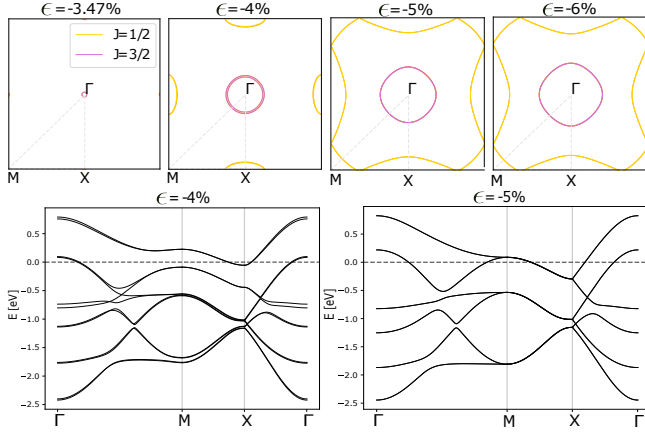 ϵ=-3.47%
ϵ=-4%
ϵ=-5%
ϵ=-6%
J=1/2
J=3/2
Γ
Γ
Γ
Γ
M
X
M
X
M
X
M
X
ϵ=-4%
ϵ=-5%
E [eV]
0.5
0.0
−0.5
−1.0
−1.5
−2.0
−2.5
Γ
M
X
Γ
E [eV]
0.5
0.0
−0.5
−1.0
−1.5
−2.0
−2.5
Γ
M
X
Γ